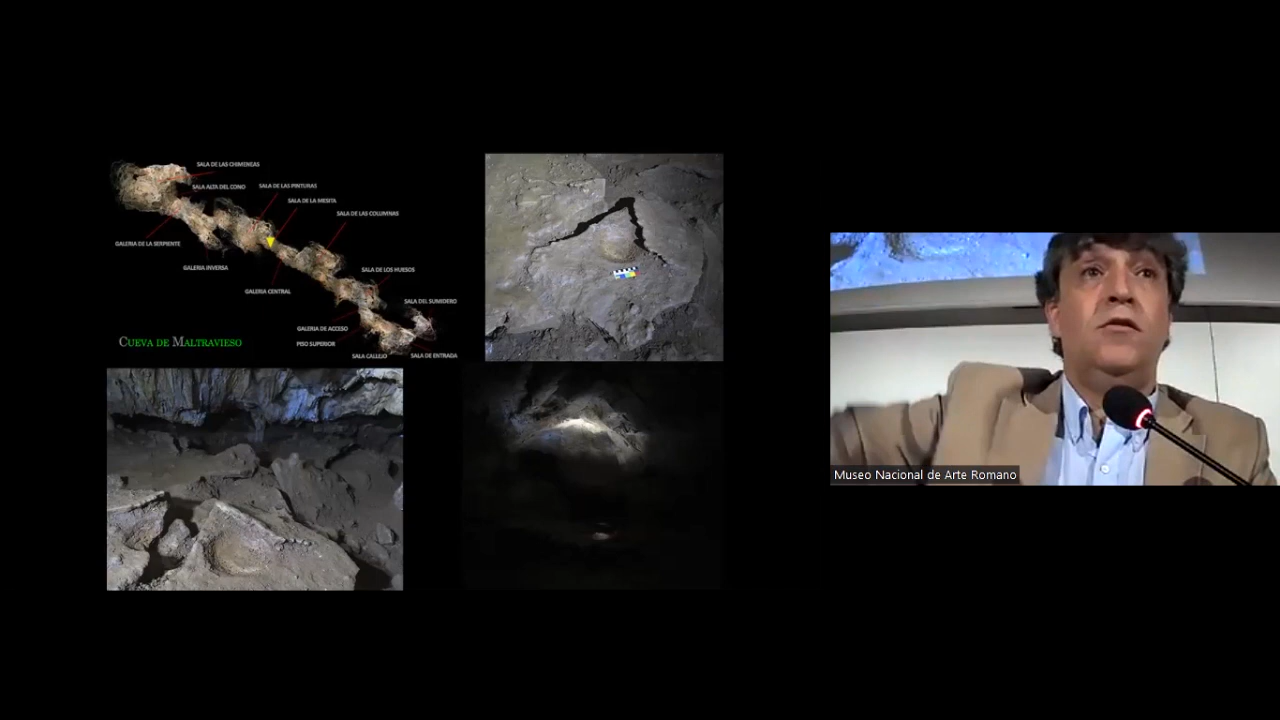 SALA DE LAS CHIMENEAS
SALA ALTA DEL CONO
SALA DE LAS PINTURAS
SALA DE LA MESITA
SALA DE LAS COLUMNAS
GALERIA DE LA SERPIENTE
GALERIA INVERSA
SALA DE LOS HUESOS
GALERIA CENTRAL
SALA DEL SUMIDERO
GALERIA DE ACCESO
PISO SUPERIOR
SALA CALLEJO
SALA DE ENTRADA
CUEVA DE MALTRAVIESO
Museo Nacional de Arte Romano